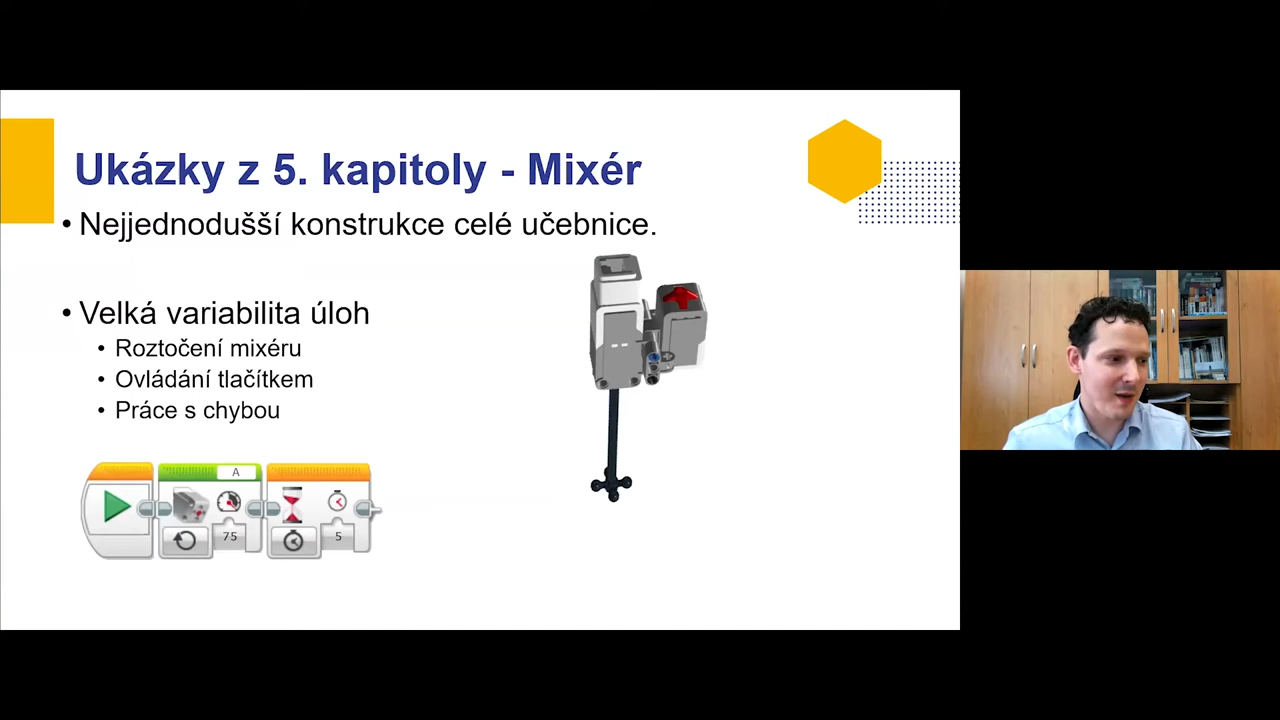 Ukázky z 5. kapitoly - Mixér
• Nejjednodušší konstrukce celé učebnice.
• Velká variabilita úloh
• Roztočení mixéru
• Ovládání tlačítkem
• Práce s chybou
A
75
5